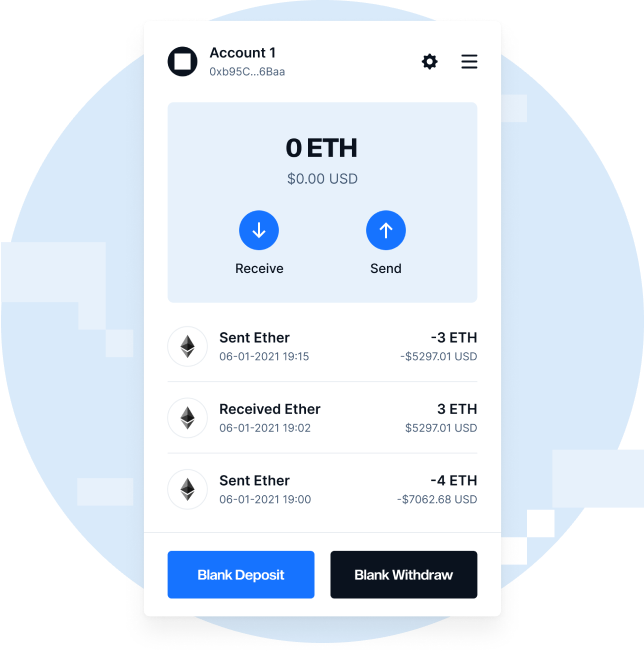 Account 1
0xb95C...6Baa
0 ETH
$0.00 USD
Receive Send
Sent Ether -3 ETH
06-01-2021 19:15 -$5297.01 USD
Received Ether 3 ETH
06-01-2021 19:02 $5297.01 USD
Sent Ether -4 ETH
06-01-2021 19:00 -$7062.68 USD
Blank Deposit Blank Withdraw